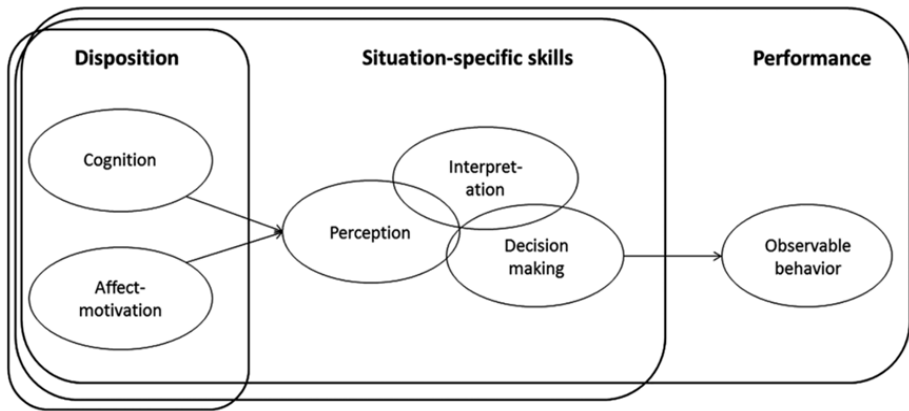 Disposition
Situation-specific skills
Performance
Cognition
Affect-
motivation
Perception
Interpret-
ation
Decision
making
Observable
behavior